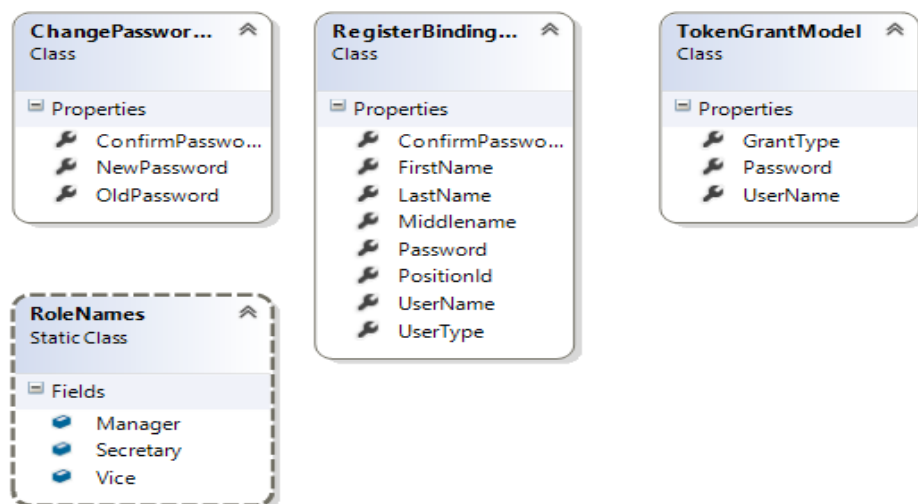 ChangePasswor...
Class
Properties
ConfirmPasswo...
NewPassword
OldPassword
RegisterBinding...
Class
Properties
ConfirmPasswo...
FirstName
LastName
Middlename
Password
PositionId
UserName
UserType
TokenGrantModel
Class
Properties
GrantType
Password
UserName
RoleNames
Static Class
Fields
Manager
Secretary
Vice